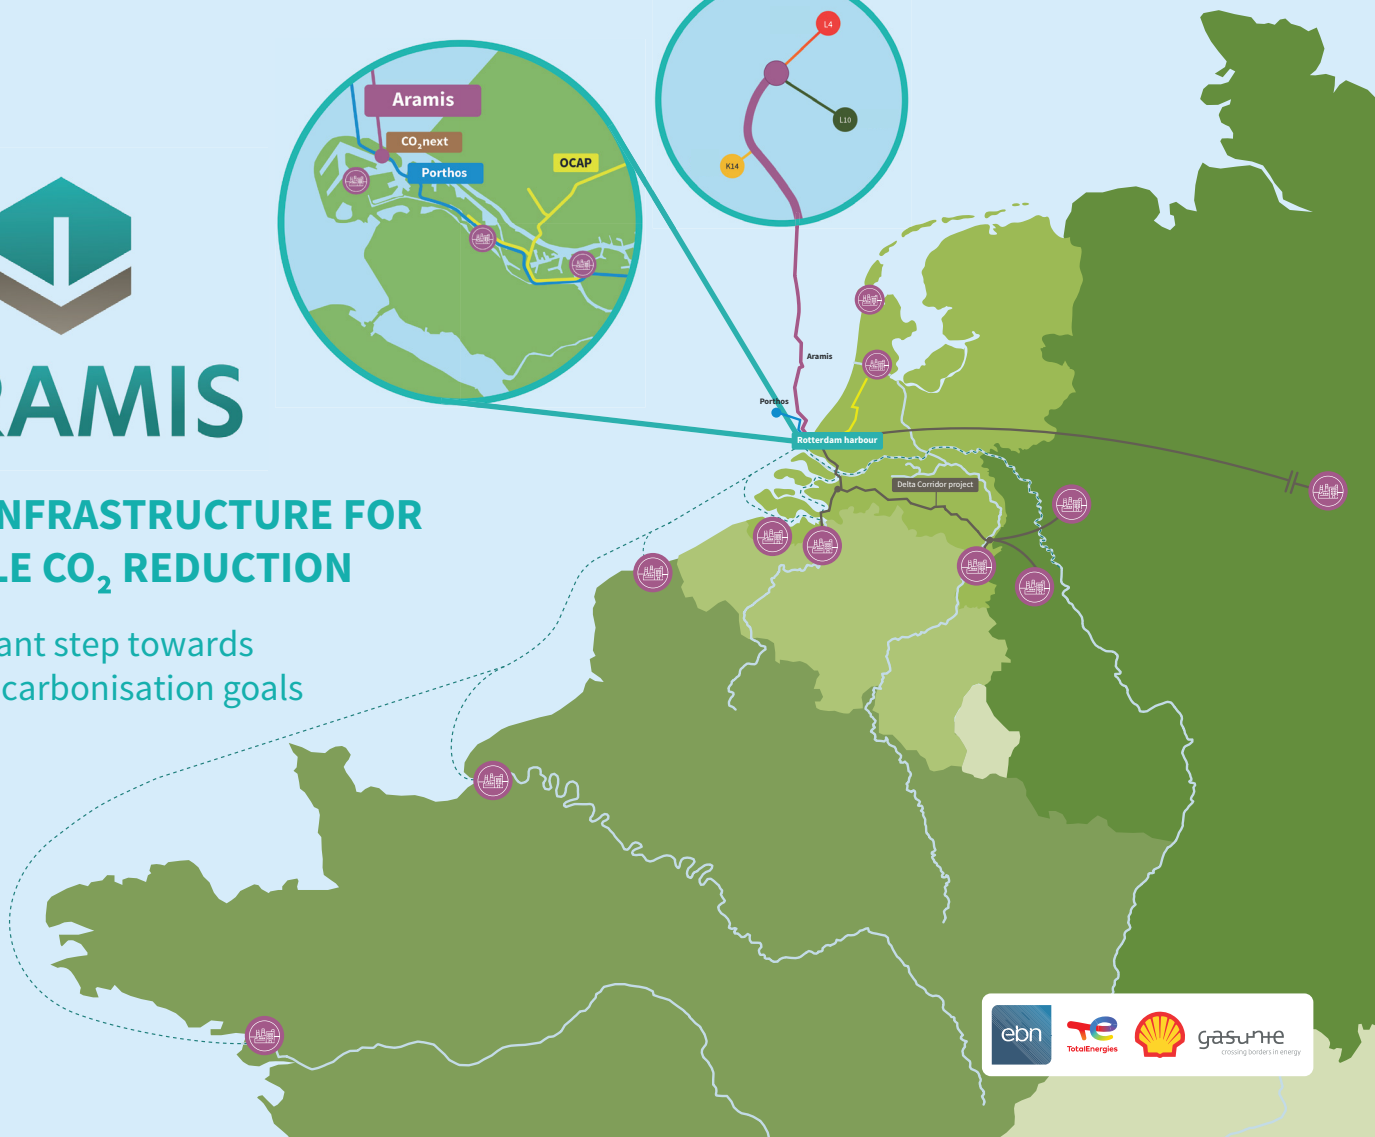 L4
L10
K14
Aramis
CO₂next
Porthos
OCAP
RAMIS
NFRASTRUCTURE FOR
LE CO₂ REDUCTION
ant step towards
carbonisation goals
Aramis
Porthos
Rotterdam harbour
Delta Corridor project
ebn
TotalEnergies
gasunie
crossing borders in energy